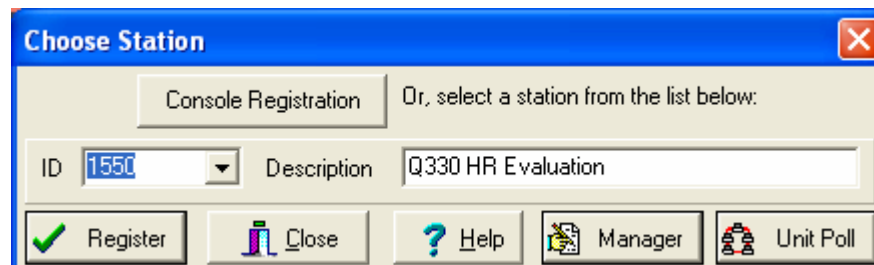 Choose Station
Console Registration Or, select a station from the list below:
ID 1550 Description Q330 HR Evaluation
Register Close Help Manager Unit Poll